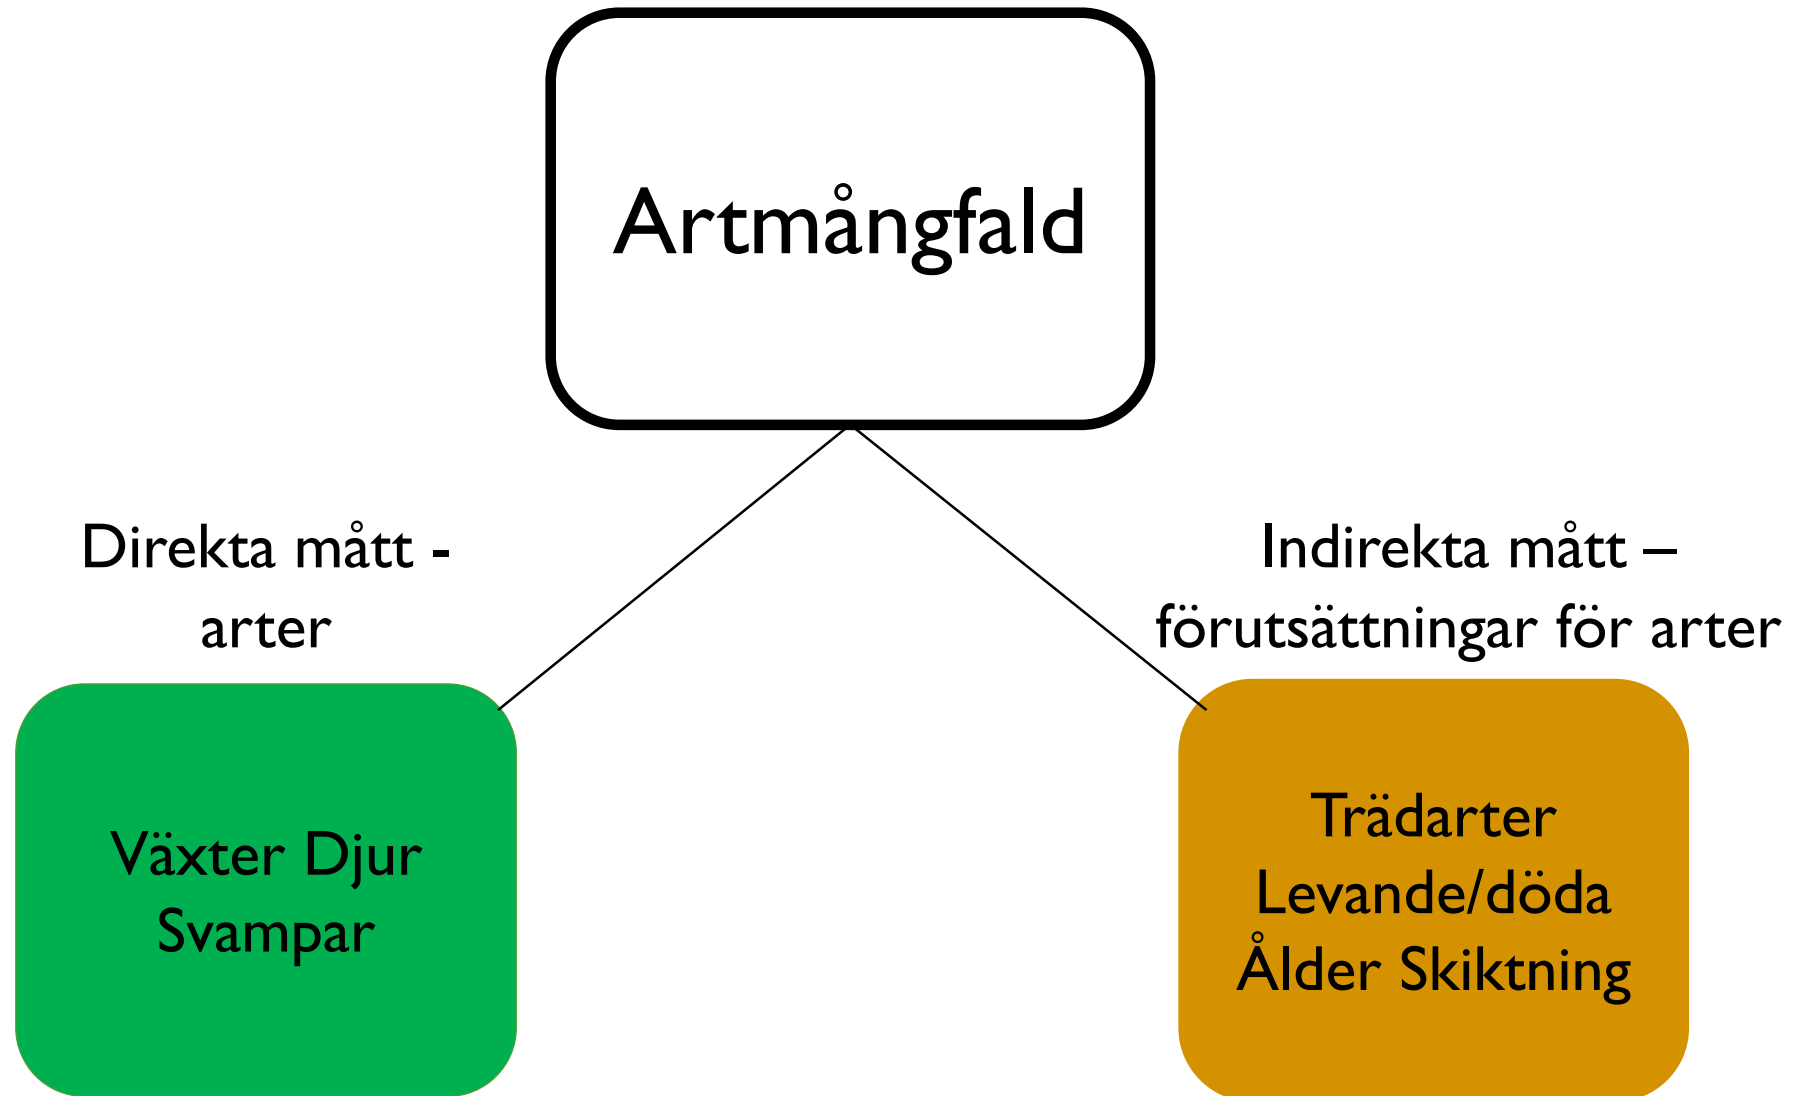 Artmångfald
Direkta mått -
arter
Indirekta mått –
förutsättningar för arter
Växter Djur
Svampar
Trädarter
Levande/döda
Ålder Skiktning